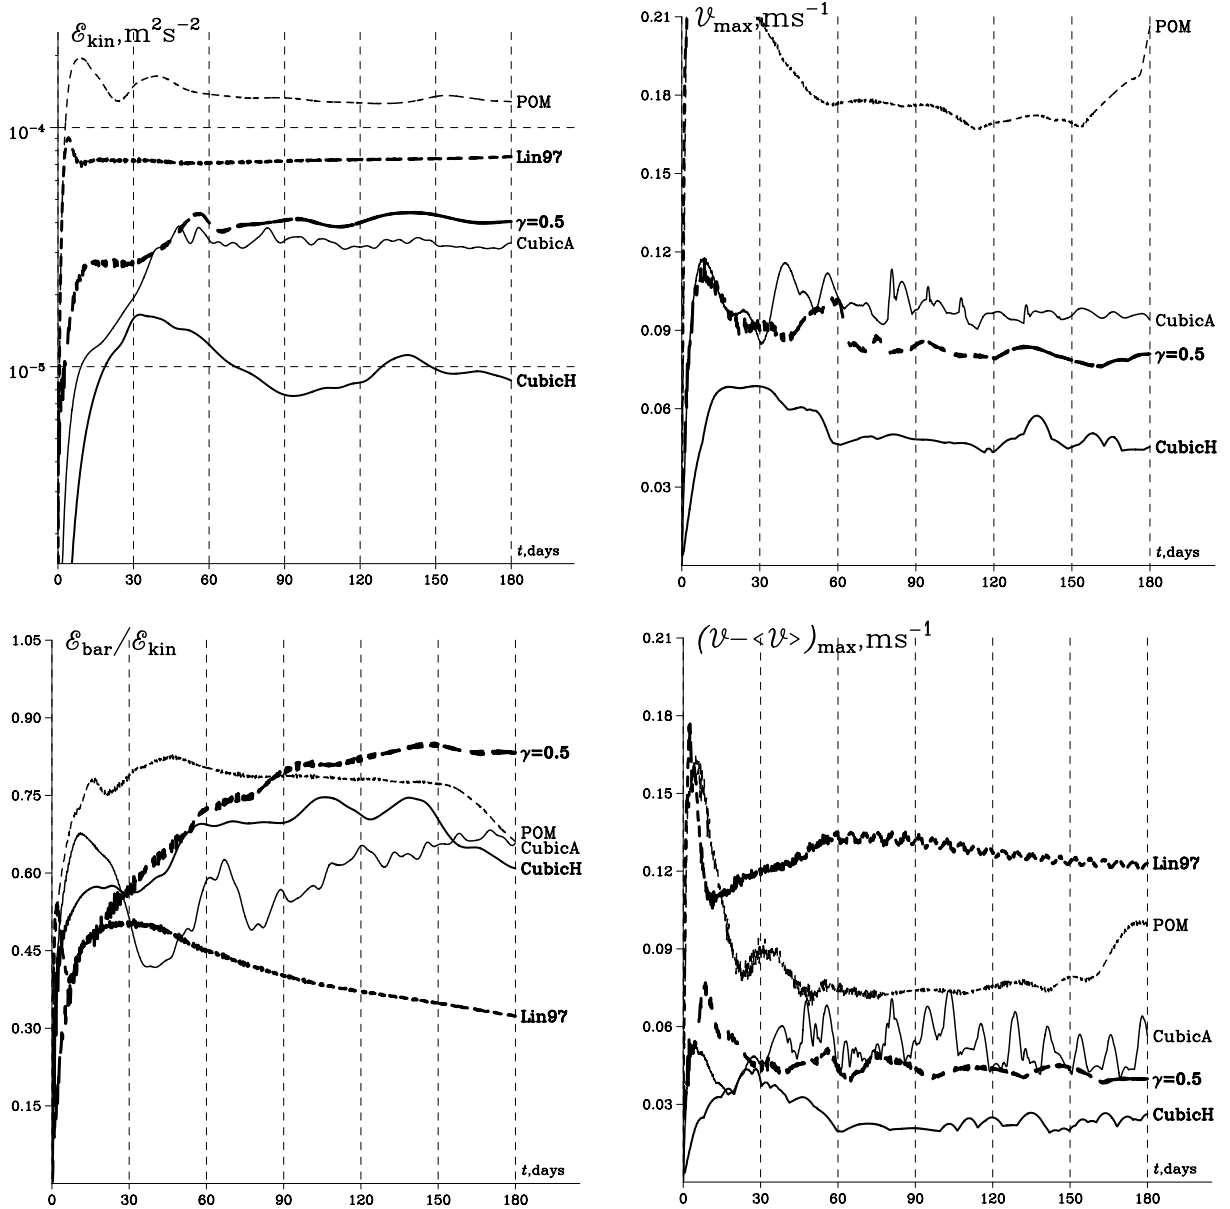 ℰkin,m²s⁻²
10⁻⁴
10⁻⁵
POM
Lin97
γ=0.5
CubicA
CubicH
t,days
0 30 60 90 120 150 180
𝒱max,ms⁻¹
0.21
0.18
0.15
0.12
0.09
0.06
0.03
POM
CubicA
γ=0.5
CubicH
t,days
0 30 60 90 120 150 180
ℰbar/ℰkin
1.05
0.90
0.75
0.60
0.45
0.30
0.15
γ=0.5
POM
CubicA
CubicH
Lin97
t,days
0 30 60 90 120 150 180
(𝒱−<𝒱>)max,ms⁻¹
0.21
0.18
0.15
0.12
0.09
0.06
0.03
Lin97
POM
CubicA
γ=0.5
CubicH
t,days
0 30 60 90 120 150 180